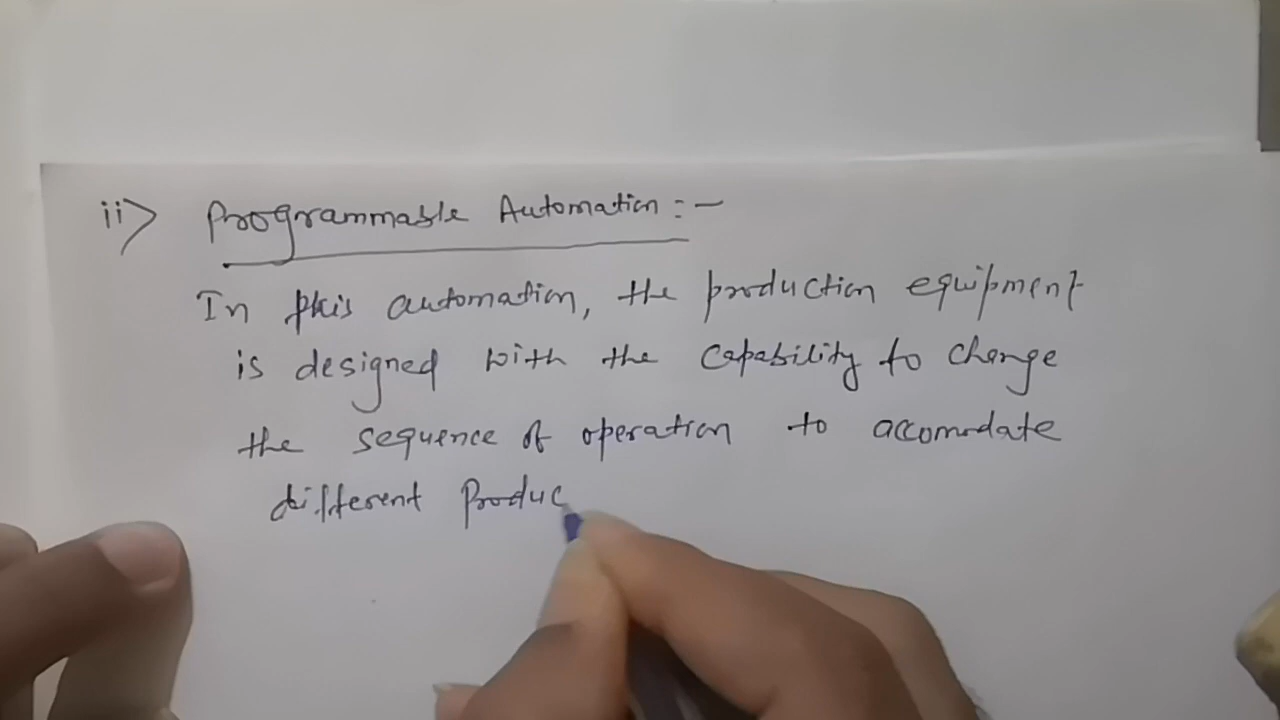 ii> Programmable Automation :-
In this automation, the production equipment
is designed with the capability to change
the sequence of operation to accomodate
different Produc